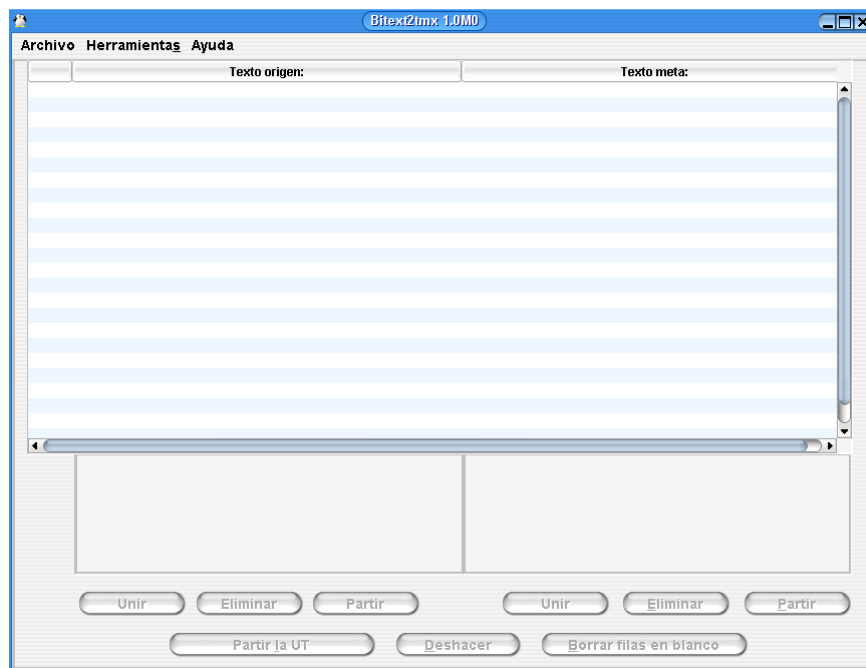 Bitext2tmx 1.0M0
Archivo Herramientas Ayuda
Texto origen: Texto meta:
Unir Eliminar Partir Unir Eliminar Partir
Partir la UT Deshacer Borrar filas en blanco